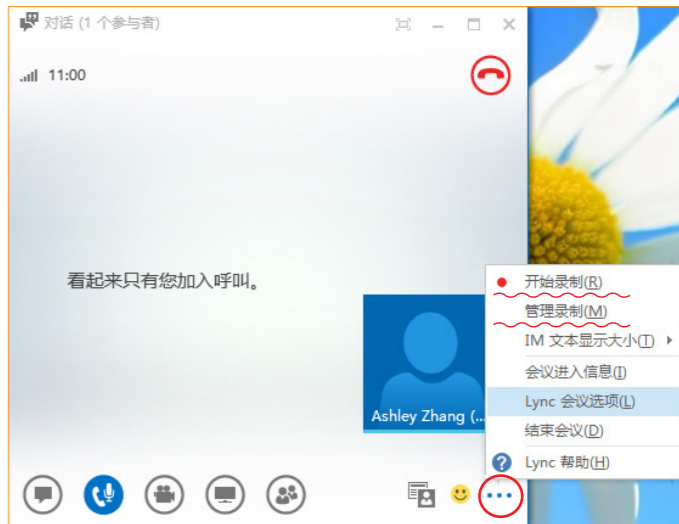 对话 (1 个参与者)
11:00
看起来只有您加入呼叫。
Ashley Zhang (...
开始录制(R)
管理录制(M)
IM 文本显示大小(T)
会议进入信息(I)
Lync 会议选项(L)
结束会议(D)
Lync 帮助(H)